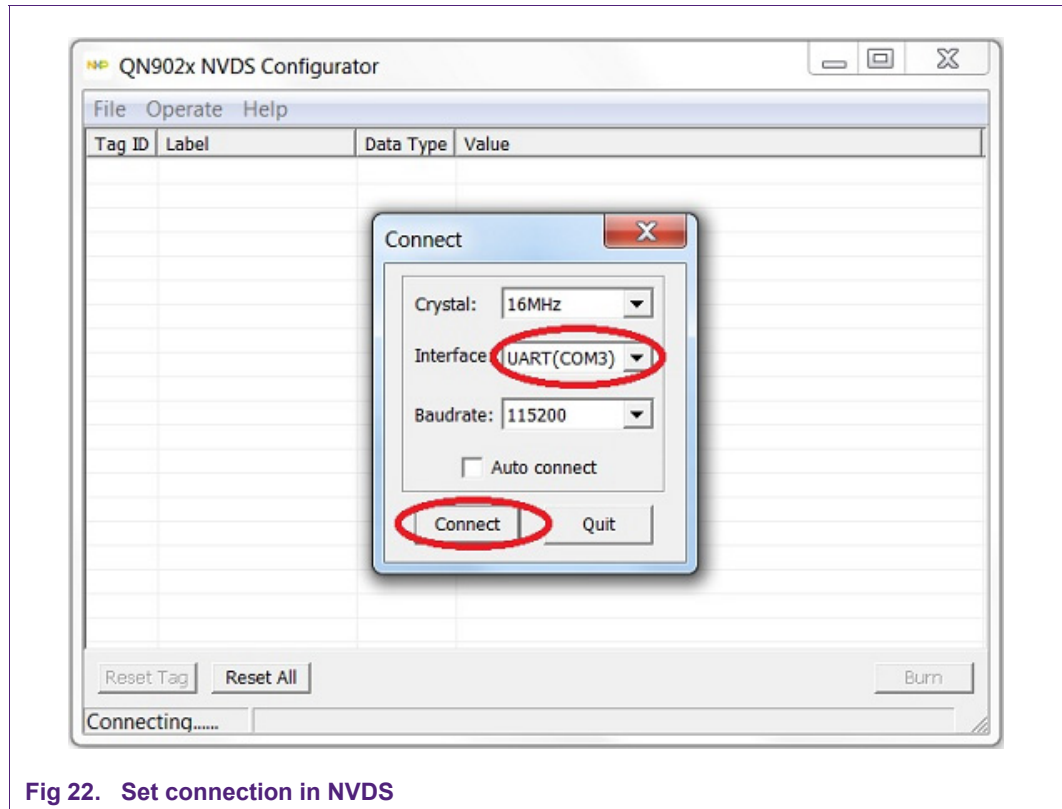 NXP QN902x NVDS Configurator
File Operate Help
Tag ID Label Data Type Value
Connect
Crystal: 16MHz
Interface: UART(COM3)
Baudrate: 115200
Auto connect
Connect Quit
Reset Tag Reset All Burn
Connecting......
Fig 22. Set connection in NVDS